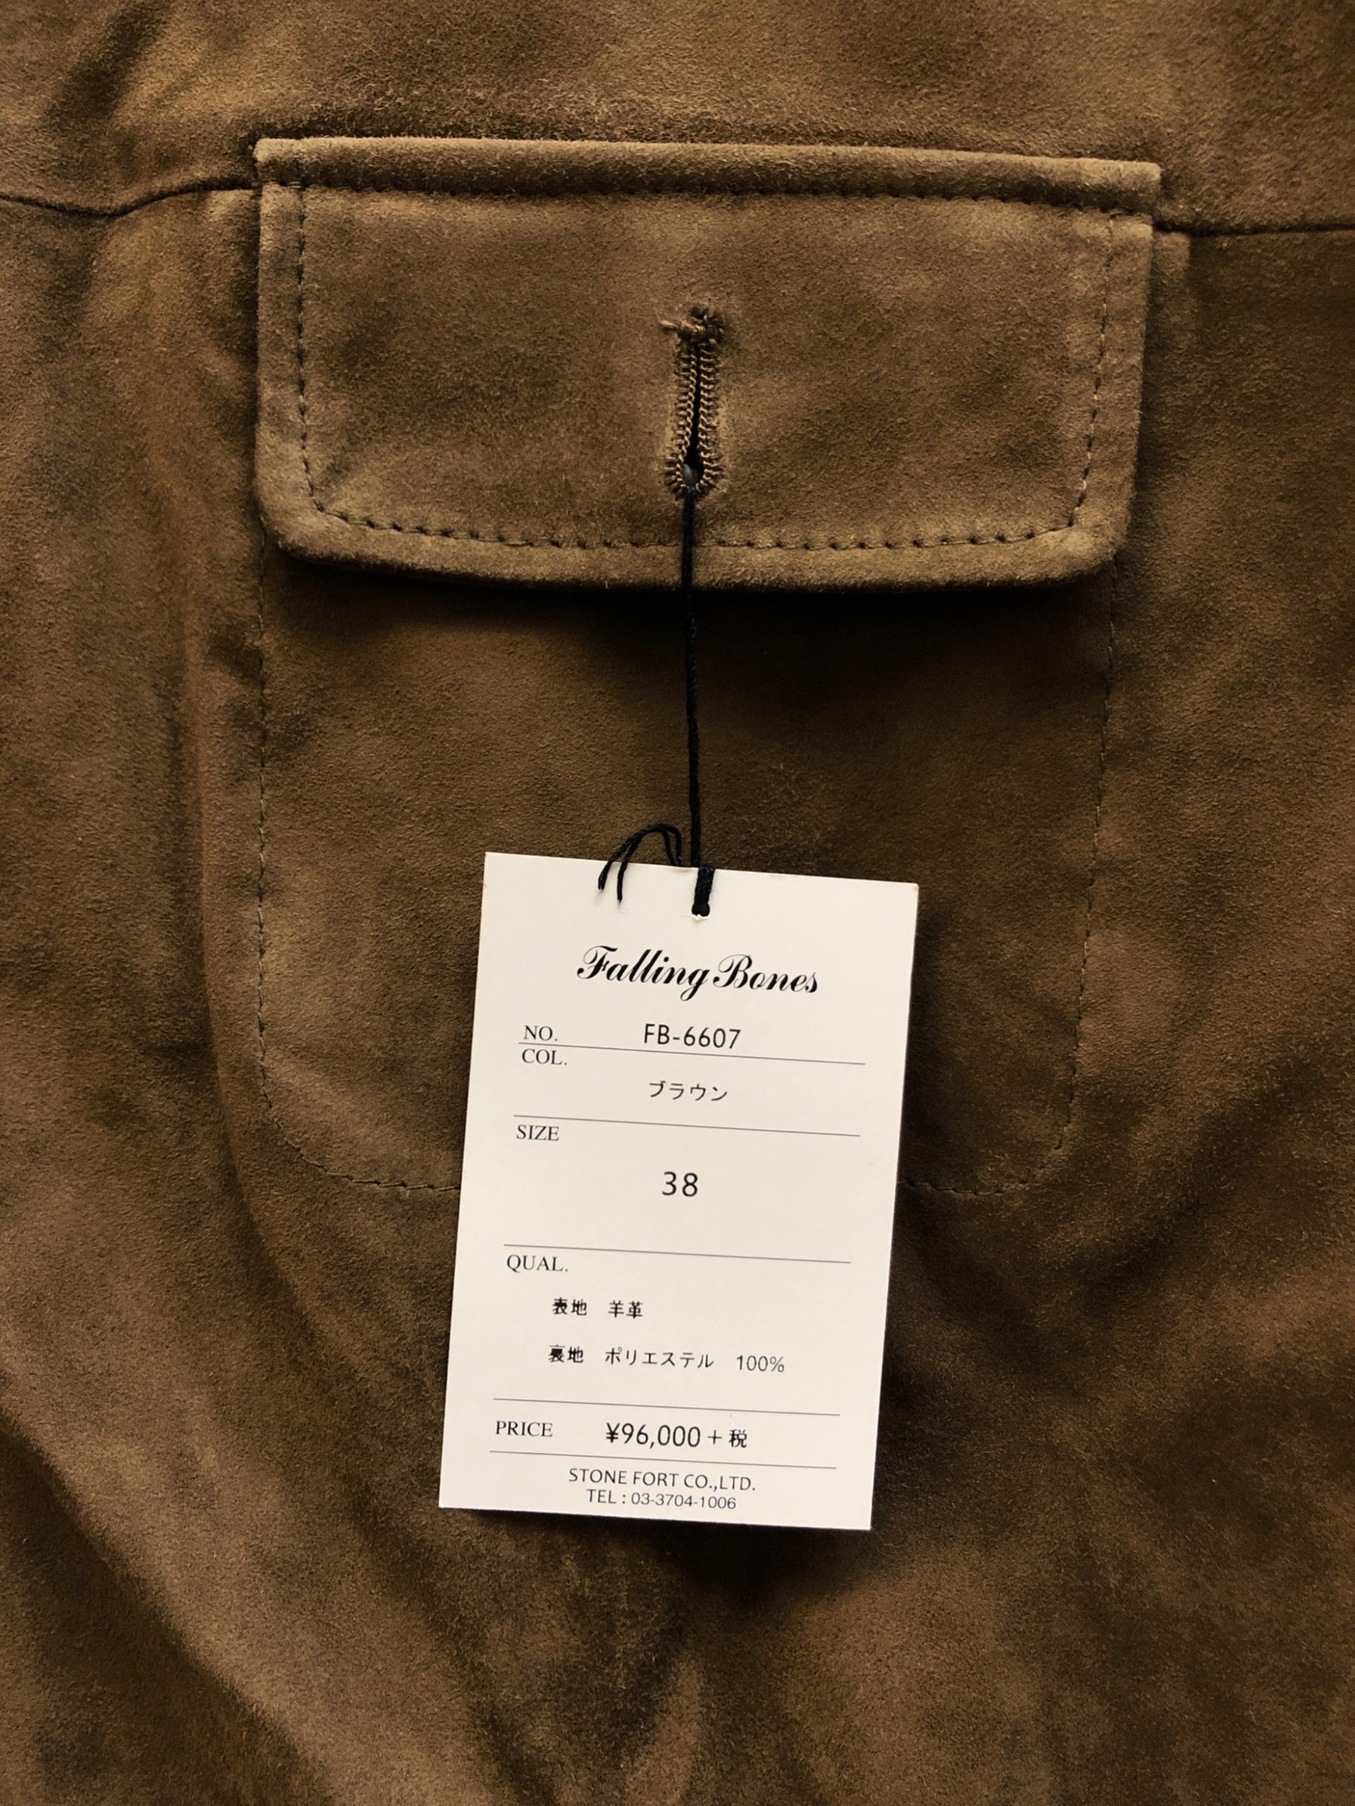 Falling Bones
NO. FB-6607
COL.
ブラウン
SIZE
38
QUAL.
表地 羊革
裏地 ポリエステル 100%
PRICE ¥96,000+税
STONE FORT CO.,LTD.
TEL : 03-3704-1006